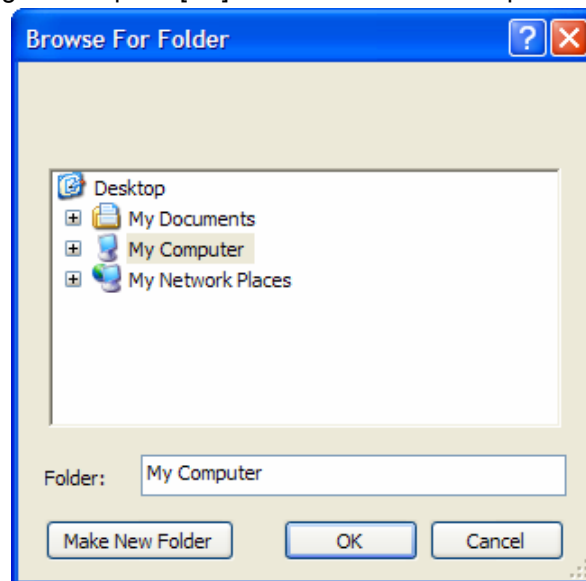 Browse For Folder
Desktop
My Documents
My Computer
My Network Places
Folder: My Computer
Make New Folder OK Cancel